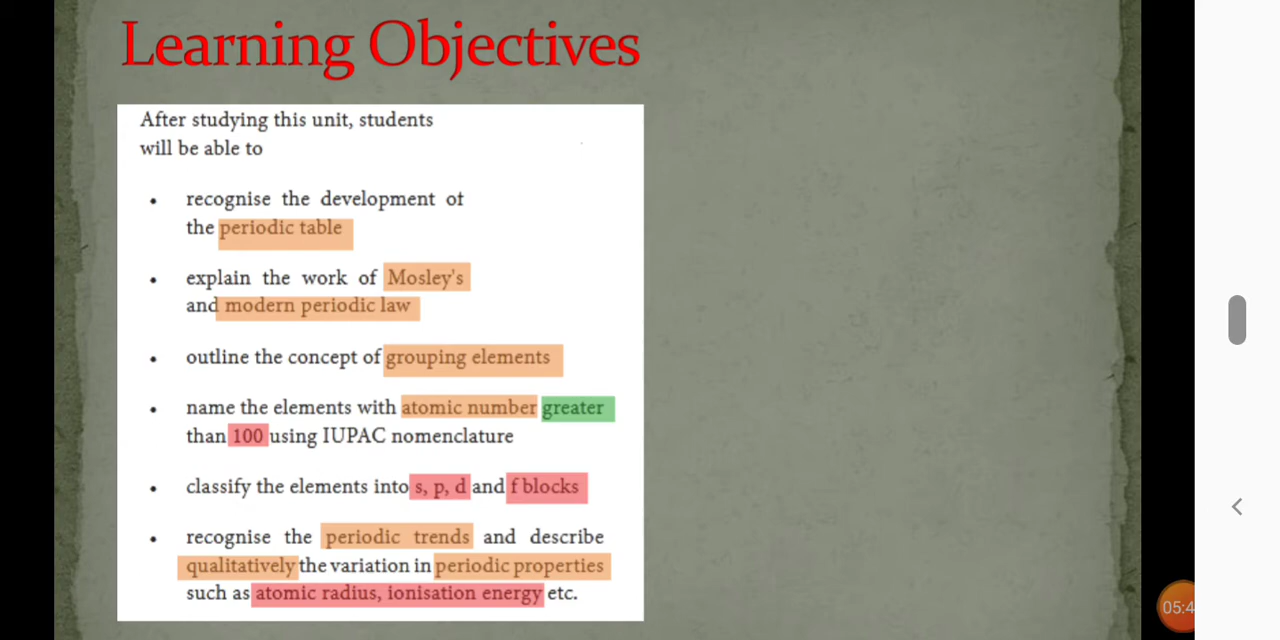 Learning Objectives
After studying this unit, students
will be able to
• recognise the development of
the periodic table
• explain the work of Mosley's
and modern periodic law
• outline the concept of grouping elements
• name the elements with atomic number greater
than 100 using IUPAC nomenclature
• classify the elements into s, p, d and f blocks
• recognise the periodic trends and describe
qualitatively the variation in periodic properties
such as atomic radius, ionisation energy etc.
05:4